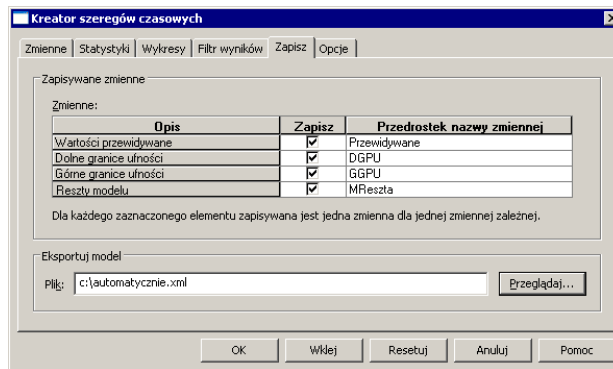 Kreator szeregów czasowych
Zmienne Statystyki Wykresy Filtr wyników Zapisz Opcje
Zapisywane zmienne
Zmienne:
Opis Zapisz Przedrostek nazwy zmiennej
Wartości przewidywane Przewidywane
Dolne granice ufności DGPU
Górne granice ufności GGPU
Reszty modelu MReszta
Dla każdego zaznaczonego elementu zapisywana jest jedna zmienna dla jednej zmiennej zależnej.
Eksportuj model
Plik: c:\automatycznie.xml Przeglądaj...
OK Wklej Resetuj Anuluj Pomoc